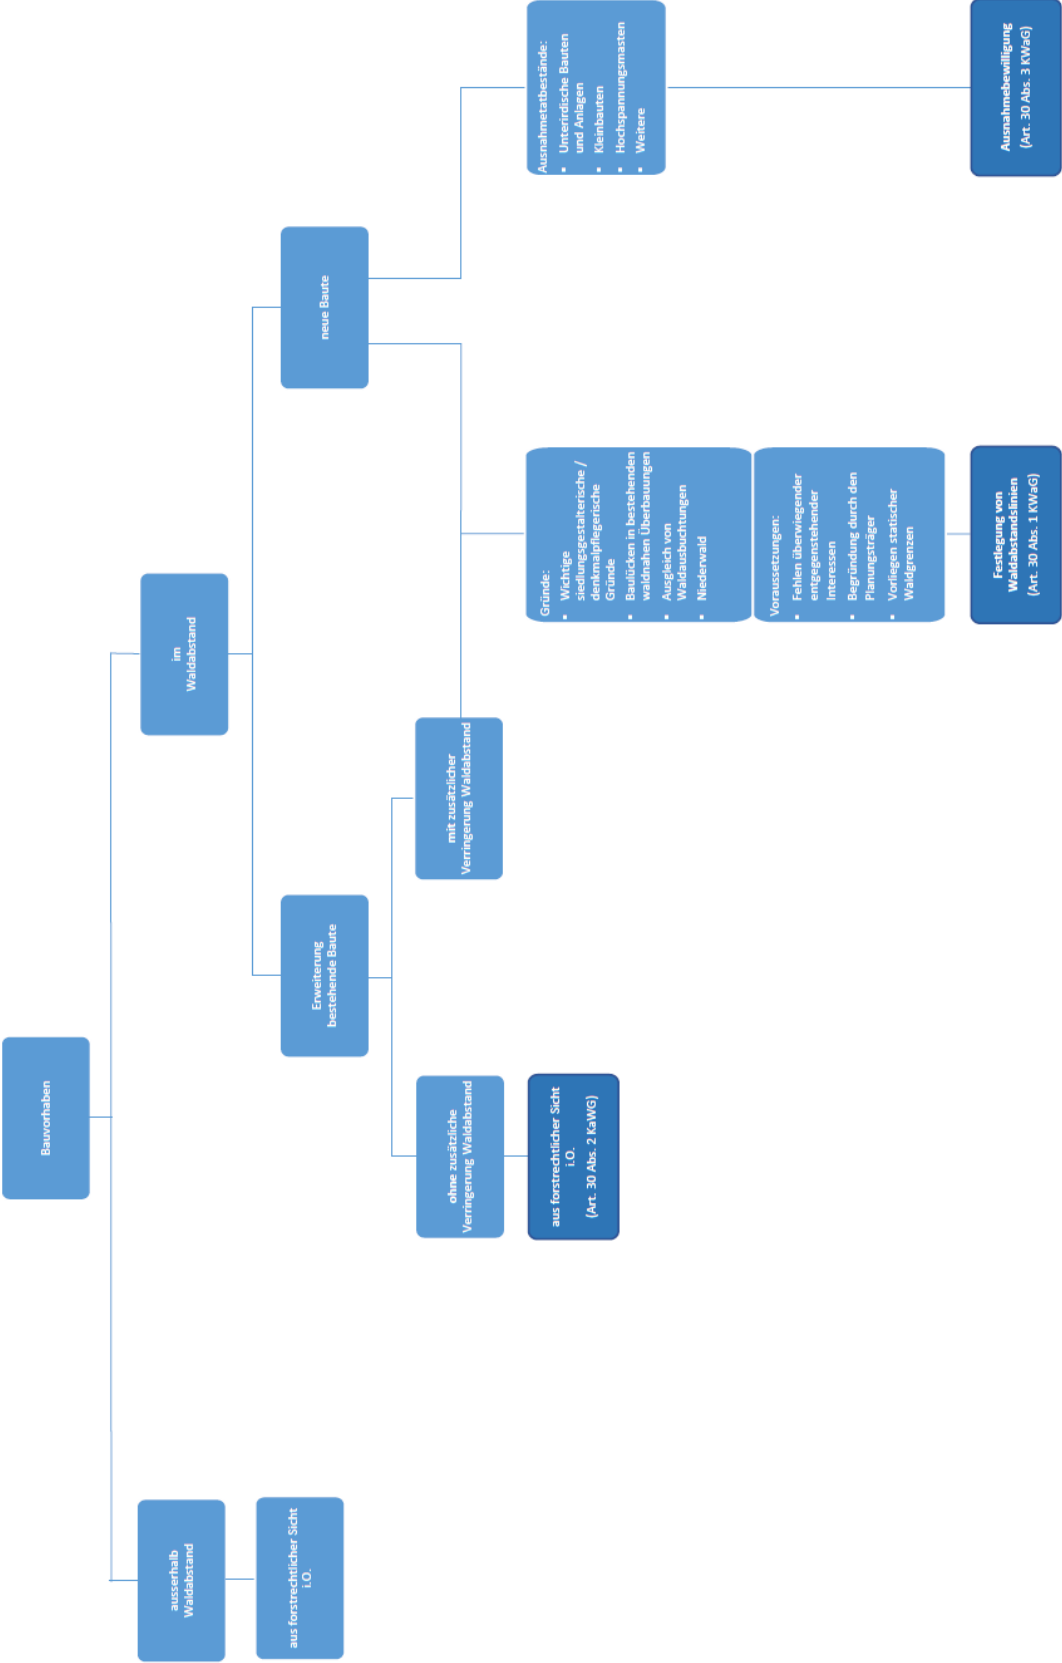 Bauvorhaben
ausserhalb
Waldabstand
aus forstrechtlicher Sicht
i.O.
im
Waldabstand
Erweiterung
bestehende Baute
ohne zusätzliche
Verringerung Waldabstand
aus forstrechtlicher Sicht
i.O.
(Art. 30 Abs. 2 KaWG)
mit zusätzlicher
Verringerung Waldabstand
neue Baute
Gründe:
▪ Wichtige
siedlungsgestalterische /
denkmalpflegerische
Gründe
▪ Baulücken in bestehenden
waldnahen Überbauungen
▪ Ausgleich von
Waldausbuchtungen
▪ Niederwald
Voraussetzungen:
▪ Fehlen überwiegender
entgegenstehender
Interessen
▪ Begründung durch den
Planungsträger
▪ Vorliegen statischer
Waldgrenzen
Festlegung von
Waldabstandslinien
(Art. 30 Abs. 1 KWaG)
Ausnahmetatbestände:
▪ Unterirdische Bauten
und Anlagen
▪ Kleinbauten
▪ Hochspannungsmasten
▪ Weitere
Ausnahmebewilligung
(Art. 30 Abs. 3 KWaG)